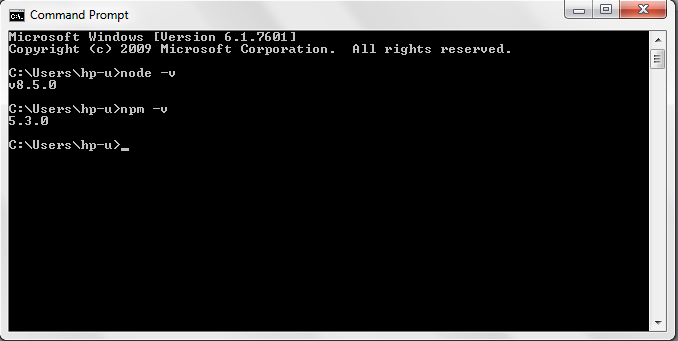 Command Prompt
Microsoft Windows [Version 6.1.7601]
Copyright (c) 2009 Microsoft Corporation.  All rights reserved.
C:\Users\hp-u>node -v
v8.5.0
C:\Users\hp-u>npm -v
5.3.0
C:\Users\hp-u>_